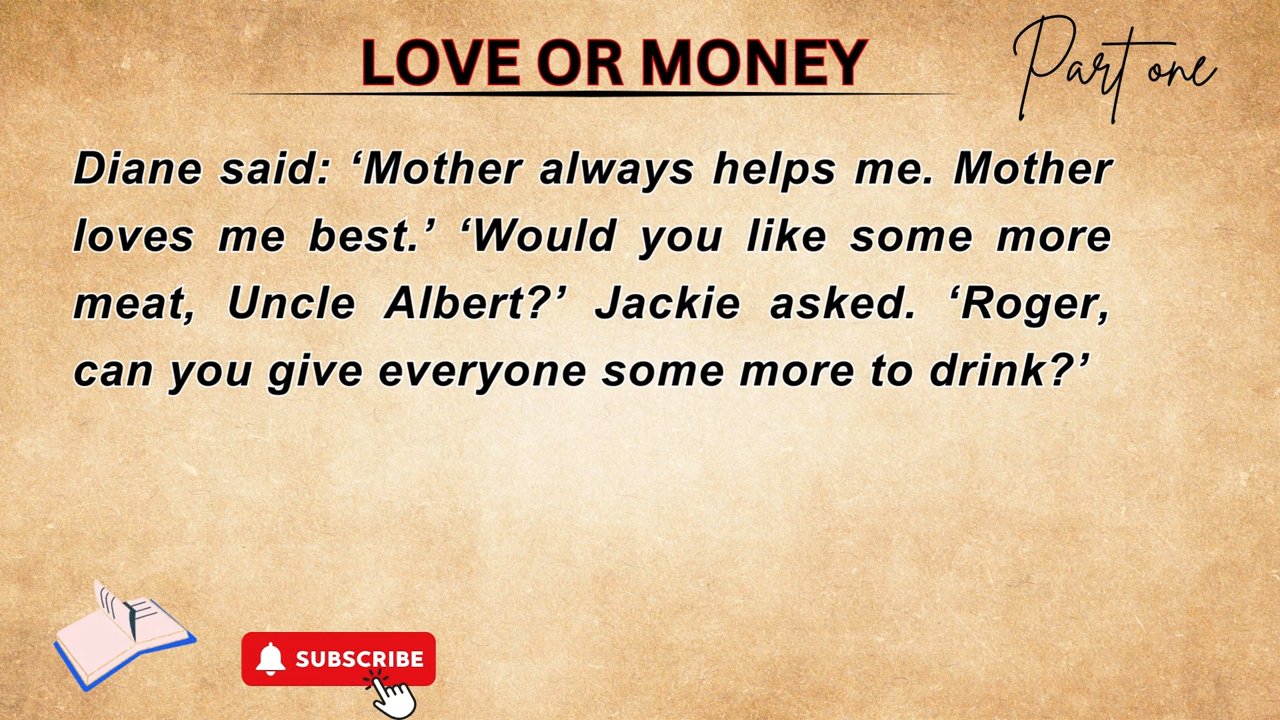 LOVE OR MONEY
Part one
Diane said: ‘Mother always helps me. Mother
loves me best.’ ‘Would you like some more
meat, Uncle Albert?’ Jackie asked. ‘Roger,
can you give everyone some more to drink?’
SUBSCRIBE